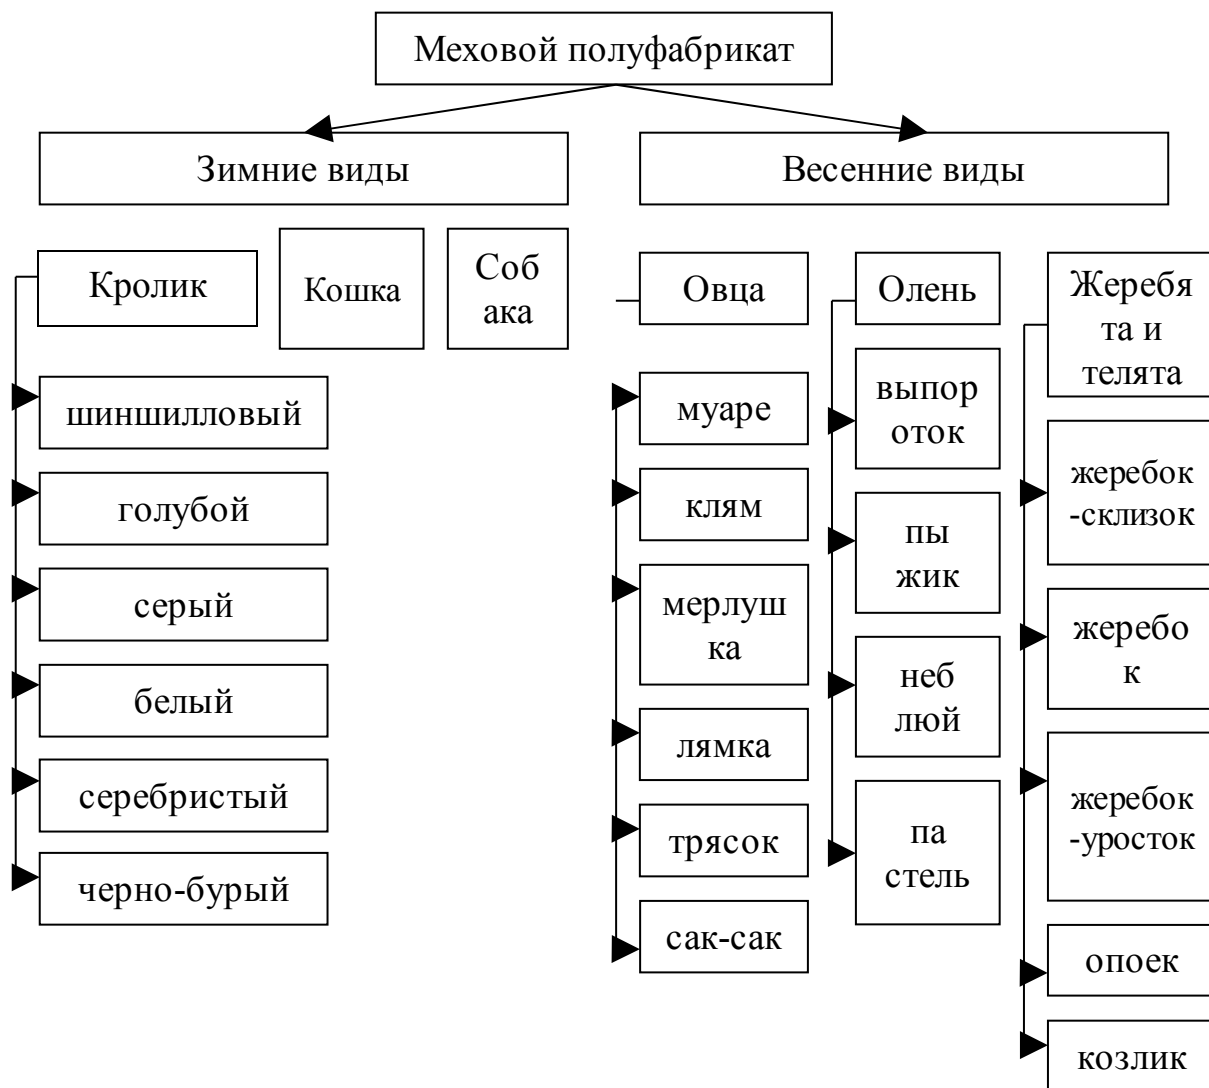 Меховой полуфабрикат
Зимние виды
Весенние виды
Кролик
Кошка
Соб
ака
шиншилловый
голубой
серый
белый
серебристый
черно-бурый
Овца
муаре
клям
мерлуш
ка
лямка
трясок
сак-сак
Олень
выпор
оток
пы
жик
неб
люй
па
стель
Жеребя
та и
телята
жеребок
-склизок
жеребо
к
жеребок
-уросток
опоек
козлик